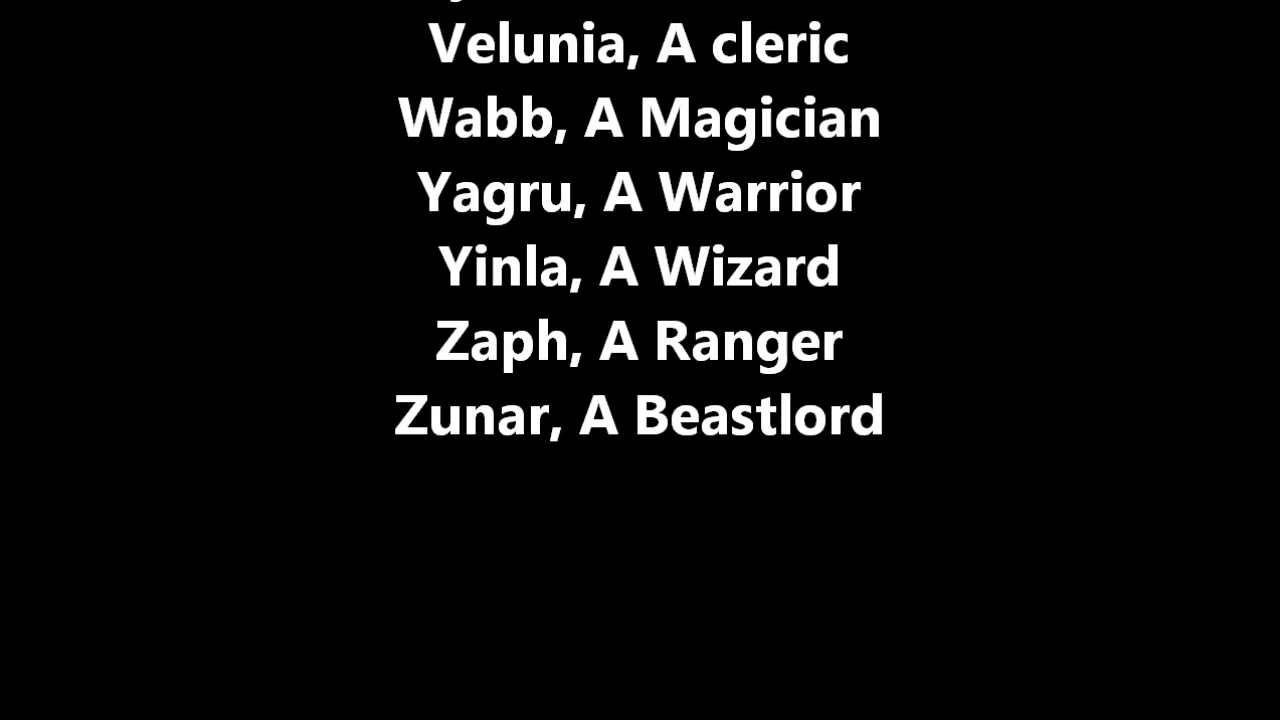 Velunia, A cleric
Wabb, A Magician
Yagru, A Warrior
Yinla, A Wizard
Zaph, A Ranger
Zunar, A Beastlord